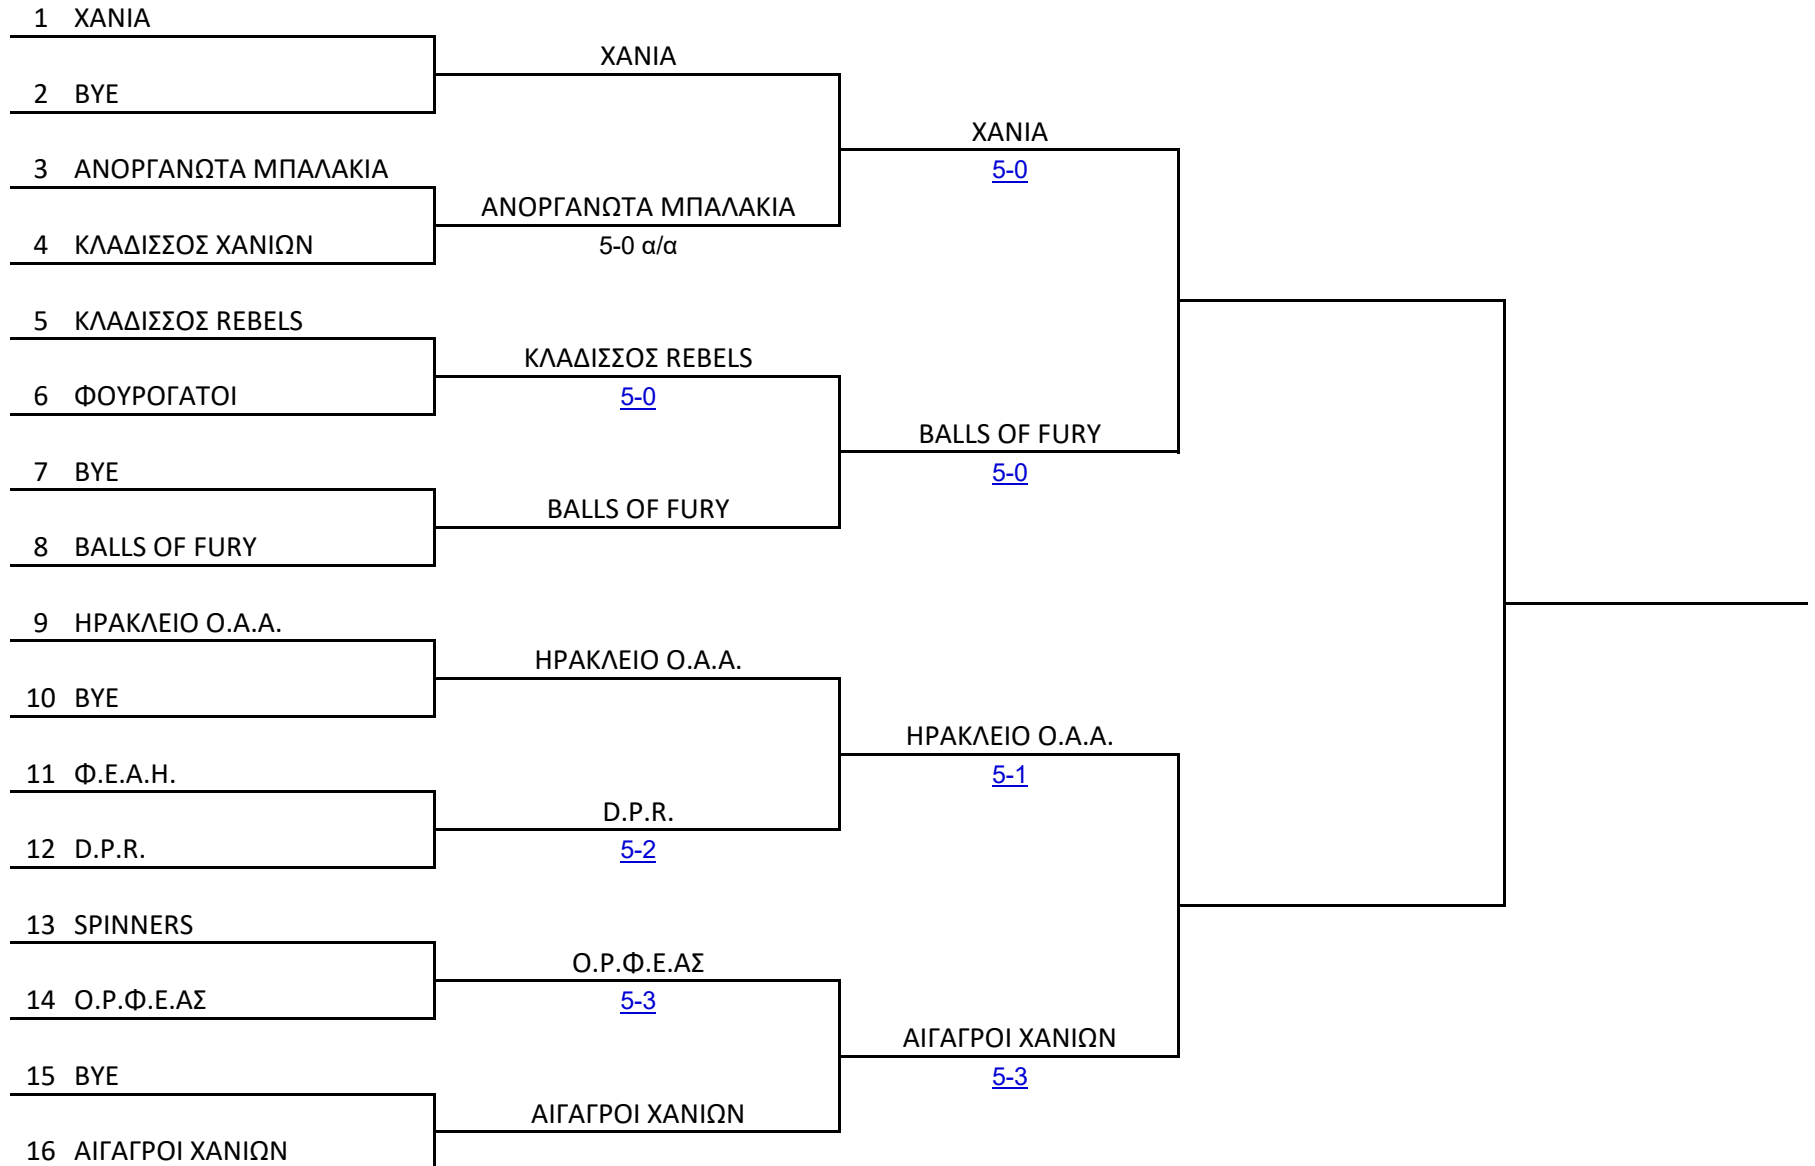 1 ΧΑΝΙΑ
ΧΑΝΙΑ
2 BYE
ΧΑΝΙΑ
5-0
3 ΑΝΟΡΓΑΝΩΤΑ ΜΠΑΛΑΚΙΑ
ΑΝΟΡΓΑΝΩΤΑ ΜΠΑΛΑΚΙΑ
5-0 α/α
4 ΚΛΑΔΙΣΣΟΣ ΧΑΝΙΩΝ
5 ΚΛΑΔΙΣΣΟΣ REBELS
ΚΛΑΔΙΣΣΟΣ REBELS
5-0
6 ΦΟΥΡΟΓΑΤΟΙ
BALLS OF FURY
5-0
7 BYE
BALLS OF FURY
8 BALLS OF FURY
9 ΗΡΑΚΛΕΙΟ Ο.Α.Α.
ΗΡΑΚΛΕΙΟ Ο.Α.Α.
10 BYE
ΗΡΑΚΛΕΙΟ Ο.Α.Α.
5-1
11 Φ.Ε.Α.Η.
D.P.R.
5-2
12 D.P.R.
13 SPINNERS
Ο.Ρ.Φ.Ε.ΑΣ
5-3
14 Ο.Ρ.Φ.Ε.ΑΣ
ΑΙΓΑΓΡΟΙ ΧΑΝΙΩΝ
5-3
15 BYE
ΑΙΓΑΓΡΟΙ ΧΑΝΙΩΝ
16 ΑΙΓΑΓΡΟΙ ΧΑΝΙΩΝ